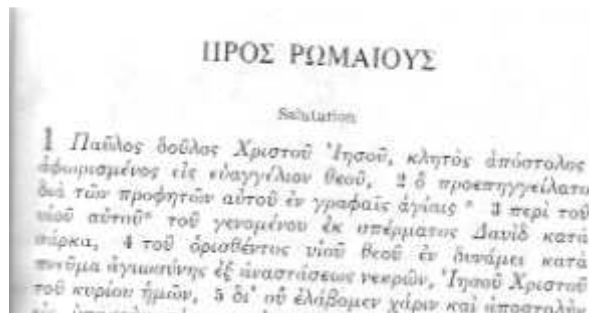 ΠΡΟΣ ΡΩΜΑΙΟΥΣ
Salutation
1 Παῦλος δοῦλος Χριστοῦ Ἰησοῦ, κλητὸς ἀπόστολος
ἀφωρισμένος εἰς εὐαγγέλιον θεοῦ, 2 ὃ προεπηγγείλατο
διὰ τῶν προφητῶν αὐτοῦ ἐν γραφαῖς ἁγίαις ᵃ 3 περὶ τοῦ
υἱοῦ αὐτοῦᵃ τοῦ γενομένου ἐκ σπέρματος Δαυὶδ κατὰ
σάρκα, 4 τοῦ ὁρισθέντος υἱοῦ θεοῦ ἐν δυνάμει κατὰ
πνεῦμα ἁγιωσύνης ἐξ ἀναστάσεως νεκρῶν, Ἰησοῦ Χριστοῦ
τοῦ κυρίου ἡμῶν, 5 δι' οὗ ἐλάβομεν χάριν καὶ ἀποστολὴν